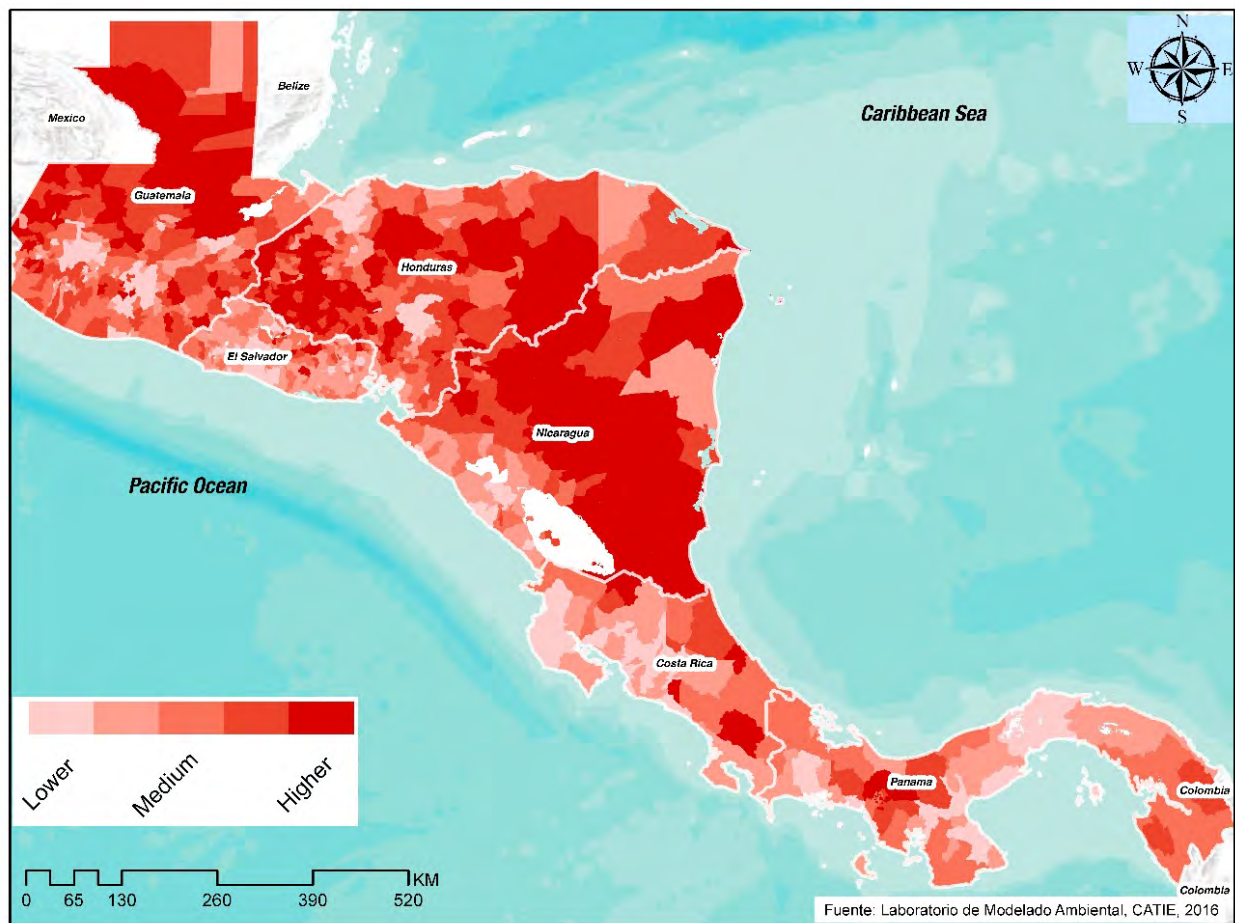 N
W E
S
Caribbean Sea
Belize
Mexico
Guatemala
Honduras
El Salvador
Nicaragua
Pacific Ocean
Costa Rica
Panama
Colombia
Colombia
Lower
Medium
Higher
0 65 130 260 390 520 KM
Fuente: Laboratorio de Modelado Ambiental, CATIE, 2016